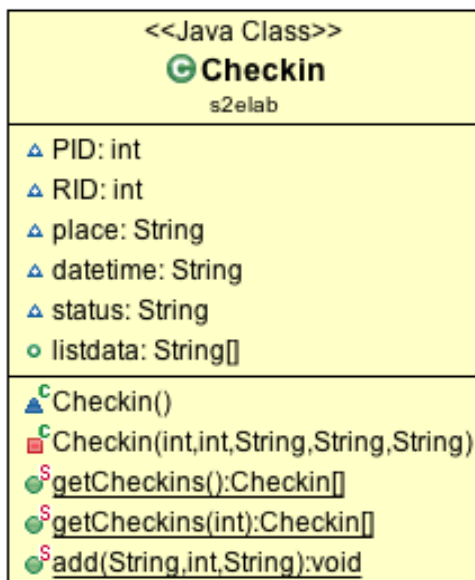 <<Java Class>>
C Checkin
s2elab
PID: int
RID: int
place: String
datetime: String
status: String
listdata: String[]
C Checkin()
C Checkin(int,int,String,String,String)
S getCheckins():Checkin[]
S getCheckins(int):Checkin[]
S add(String,int,String):void